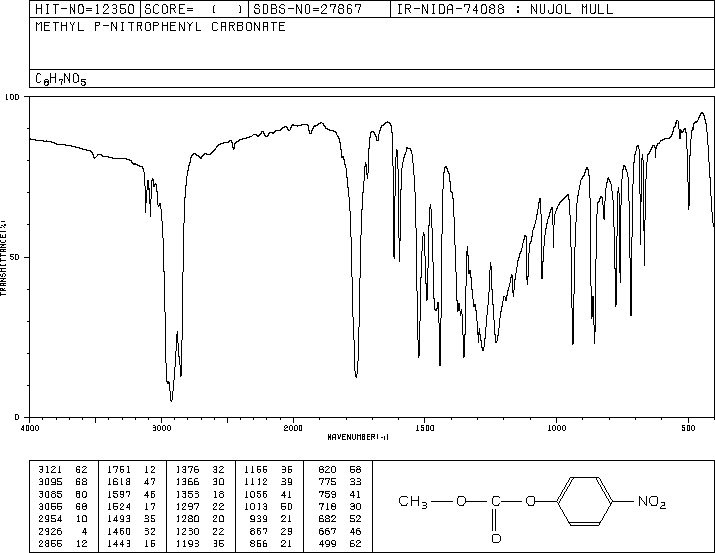 HIT-NO=12350 SCORE= ( ) SDBS-NO=27867 IR-NIDA-74088 : NUJOL MULL
METHYL P-NITROPHENYL CARBONATE
C8H7NO5
100
50
0
TRANSMITTANCE(%)
4000 3000 2000 1500 1000 500
WAVENUMBER(-1)
3121 62 1761 12 1376 32 1166 36 820 58
3095 68 1618 47 1366 30 1112 39 775 33
3085 60 1597 46 1353 18 1056 41 759 41
3066 68 1524 17 1297 22 1013 50 718 30
2954 10 1493 35 1280 20 939 21 682 52
2926 4 1460 32 1230 22 867 29 667 46
2855 12 1443 16 1193 36 856 21 499 62
CH3 O C O NO2
O